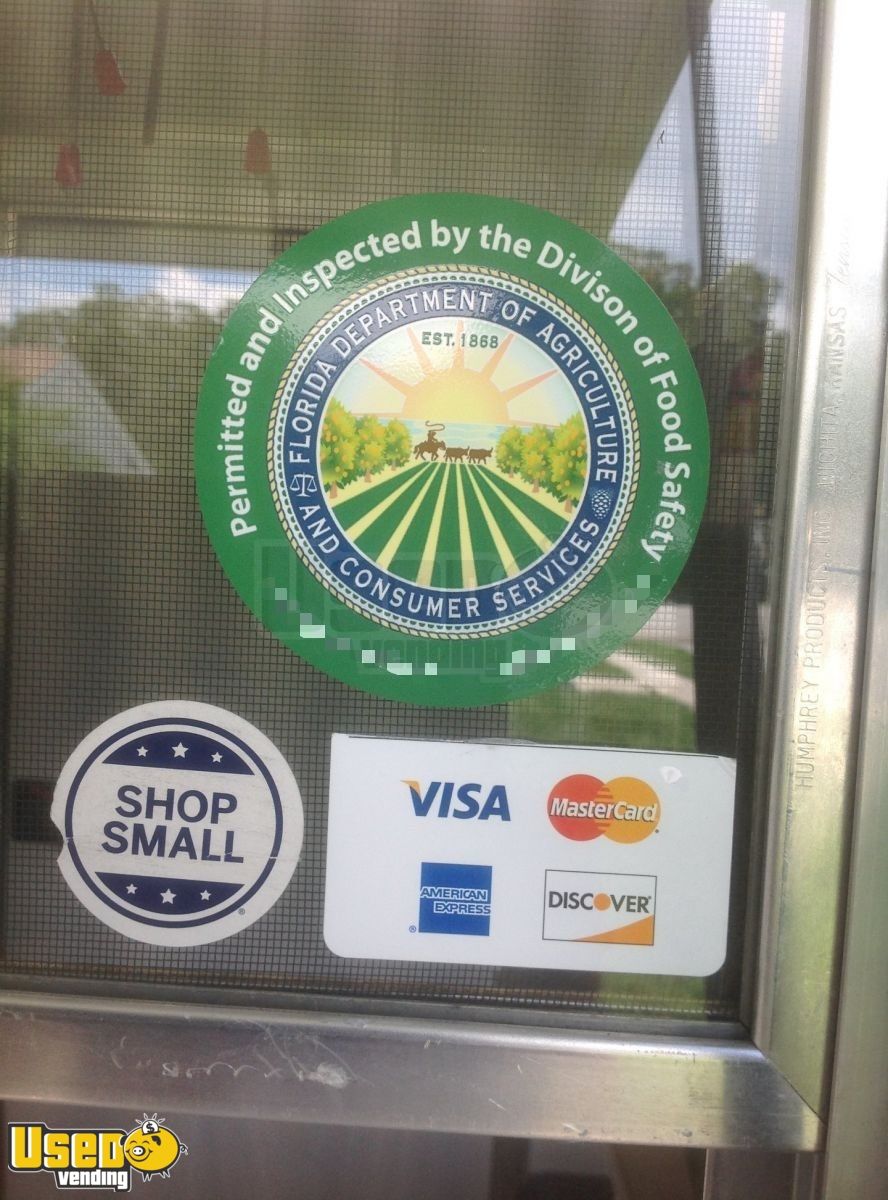 Permitted and Inspected by the Divison of Food Safety
FLORIDA DEPARTMENT OF AGRICULTURE
AND CONSUMER SERVICES
EST. 1868
SHOP
SMALL
®
VISA
MasterCard
AMERICAN
EXPRESS
®
DISCOVER
HUMPHREY PRODUCTS, INC. WICHITA, KANSAS
USED
vending